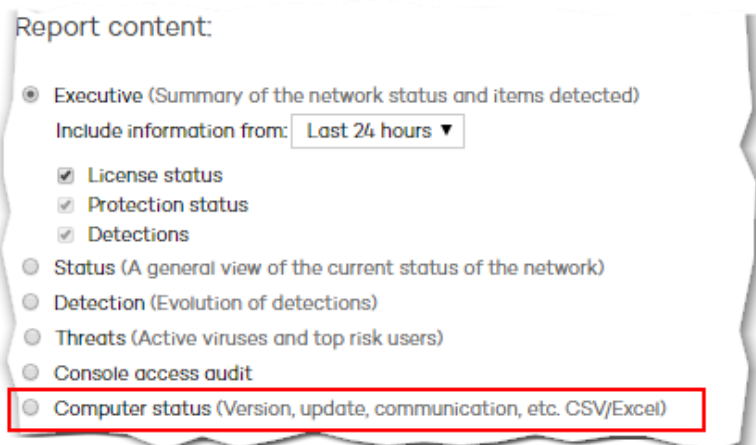 Report content:
Executive (Summary of the network status and items detected)
Include information from: Last 24 hours ▼
License status
Protection status
Detections
Status (A general view of the current status of the network)
Detection (Evolution of detections)
Threats (Active viruses and top risk users)
Console access audit
Computer status (Version, update, communication, etc. CSV/Excel)